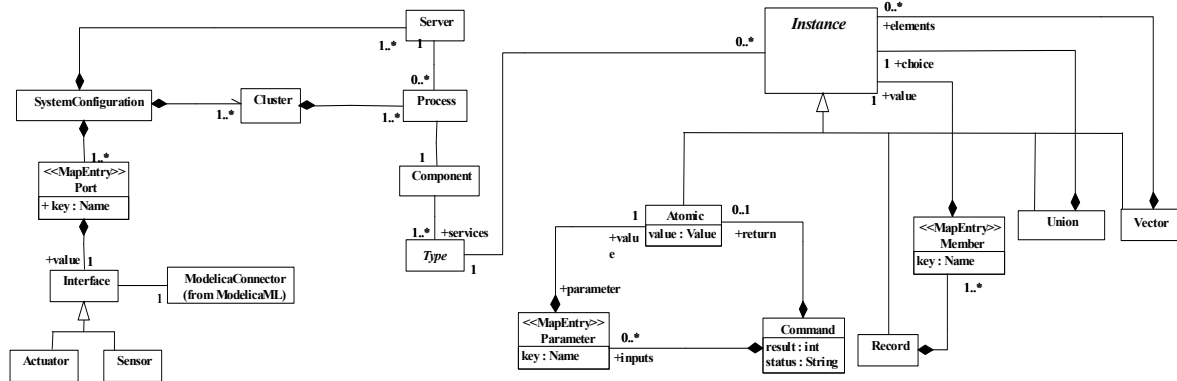 Server
1..*
1
0..*
SystemConfiguration
1..*
Cluster
1..*
Process
1..*
<<MapEntry>>
Port
+ key : Name
1
Component
+value
1
Interface
1
ModelicaConnector
(from ModelicaML)
Actuator
Sensor
1..*
+services
Type
1
0..*
Instance
0..*
+elements
1
+choice
+value
1
1
+valu
e
Atomic
value : Value
0..1
+return
+parameter
<<MapEntry>>
Parameter
key : Name
0..*
+inputs
Command
result : int
status : String
<<MapEntry>>
Member
key : Name
1..*
Record
Union
Vector